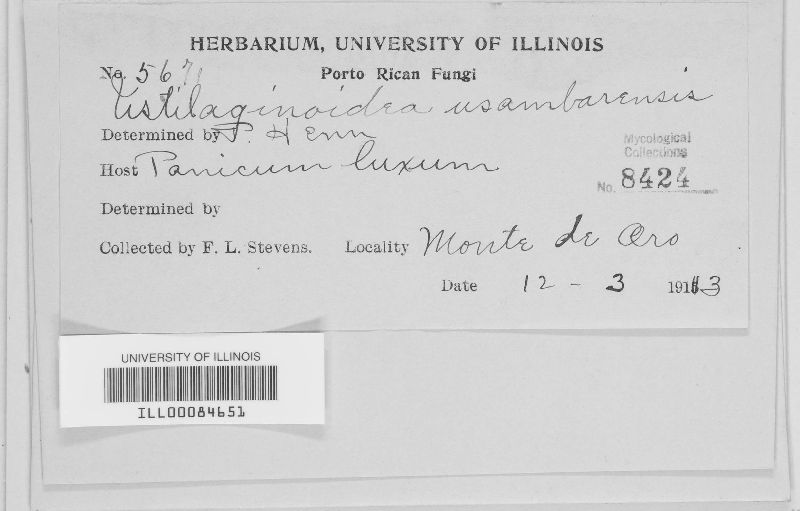 HERBARIUM, UNIVERSITY OF ILLINOIS
No. 5671 Porto Rican Fungi
Ustilaginoidea usambarensis
Determined by P. Henn
Mycological
Collections
Host Panicum luxum
No. 8424
Determined by
Collected by F. L. Stevens. Locality Monte de Oro
Date 12 - 3 1913
UNIVERSITY OF ILLINOIS
ILL00084651